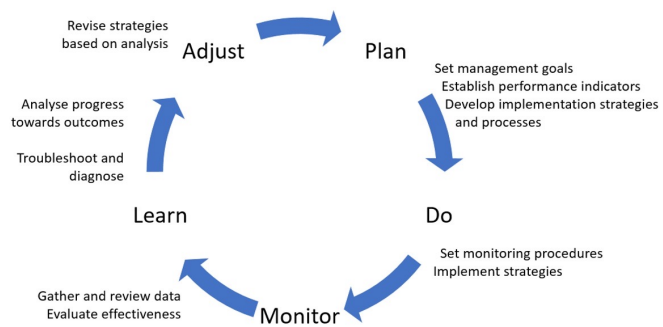 Revise strategies
based on analysis
Adjust
Plan
Set management goals
Establish performance indicators
Develop implementation strategies
and processes
Do
Set monitoring procedures
Implement strategies
Monitor
Gather and review data
Evaluate effectiveness
Learn
Analyse progress
towards outcomes
Troubleshoot and
diagnose